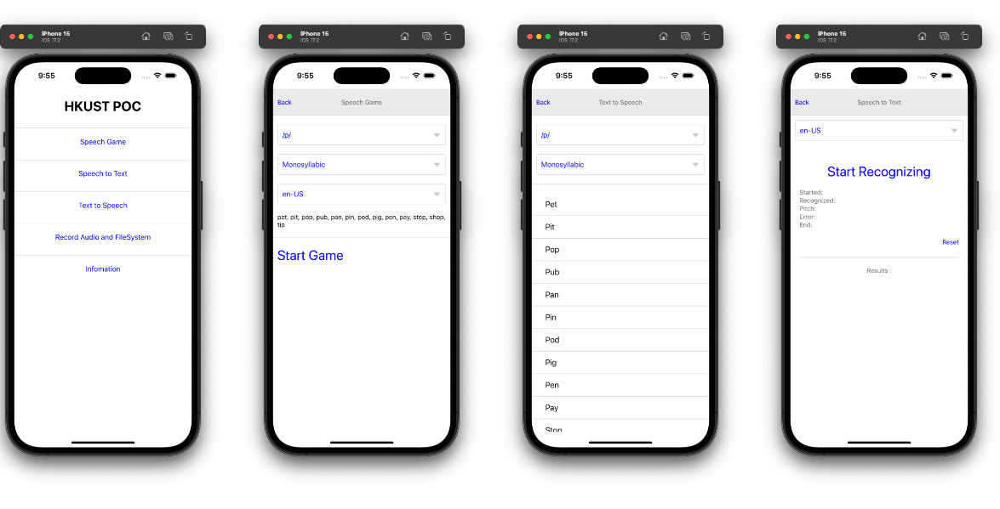 iPhone 15
iOS 17.2
9:55
HKUST POC
Speech Game
Speech to Text
Text to Speech
Record Audio and FileSystem
Infomation
iPhone 15
iOS 17.2
9:55
Back
Speech Game
/p/
Monosyllabic
en-US
pet, pit, pop, pub, pan, pin, pod, pig, pen, pay, stop, shop,
tip
Start Game
iPhone 15
iOS 17.2
9:55
Back
Text to Speech
/p/
Monosyllabic
Pet
Pit
Pop
Pub
Pan
Pin
Pod
Pig
Pen
Pay
Stop
iPhone 15
iOS 17.2
9:55
Back
Speech to Text
en-US
Start Recognizing
Started:
Recognized:
Pitch:
Error:
End:
Reset
Results :